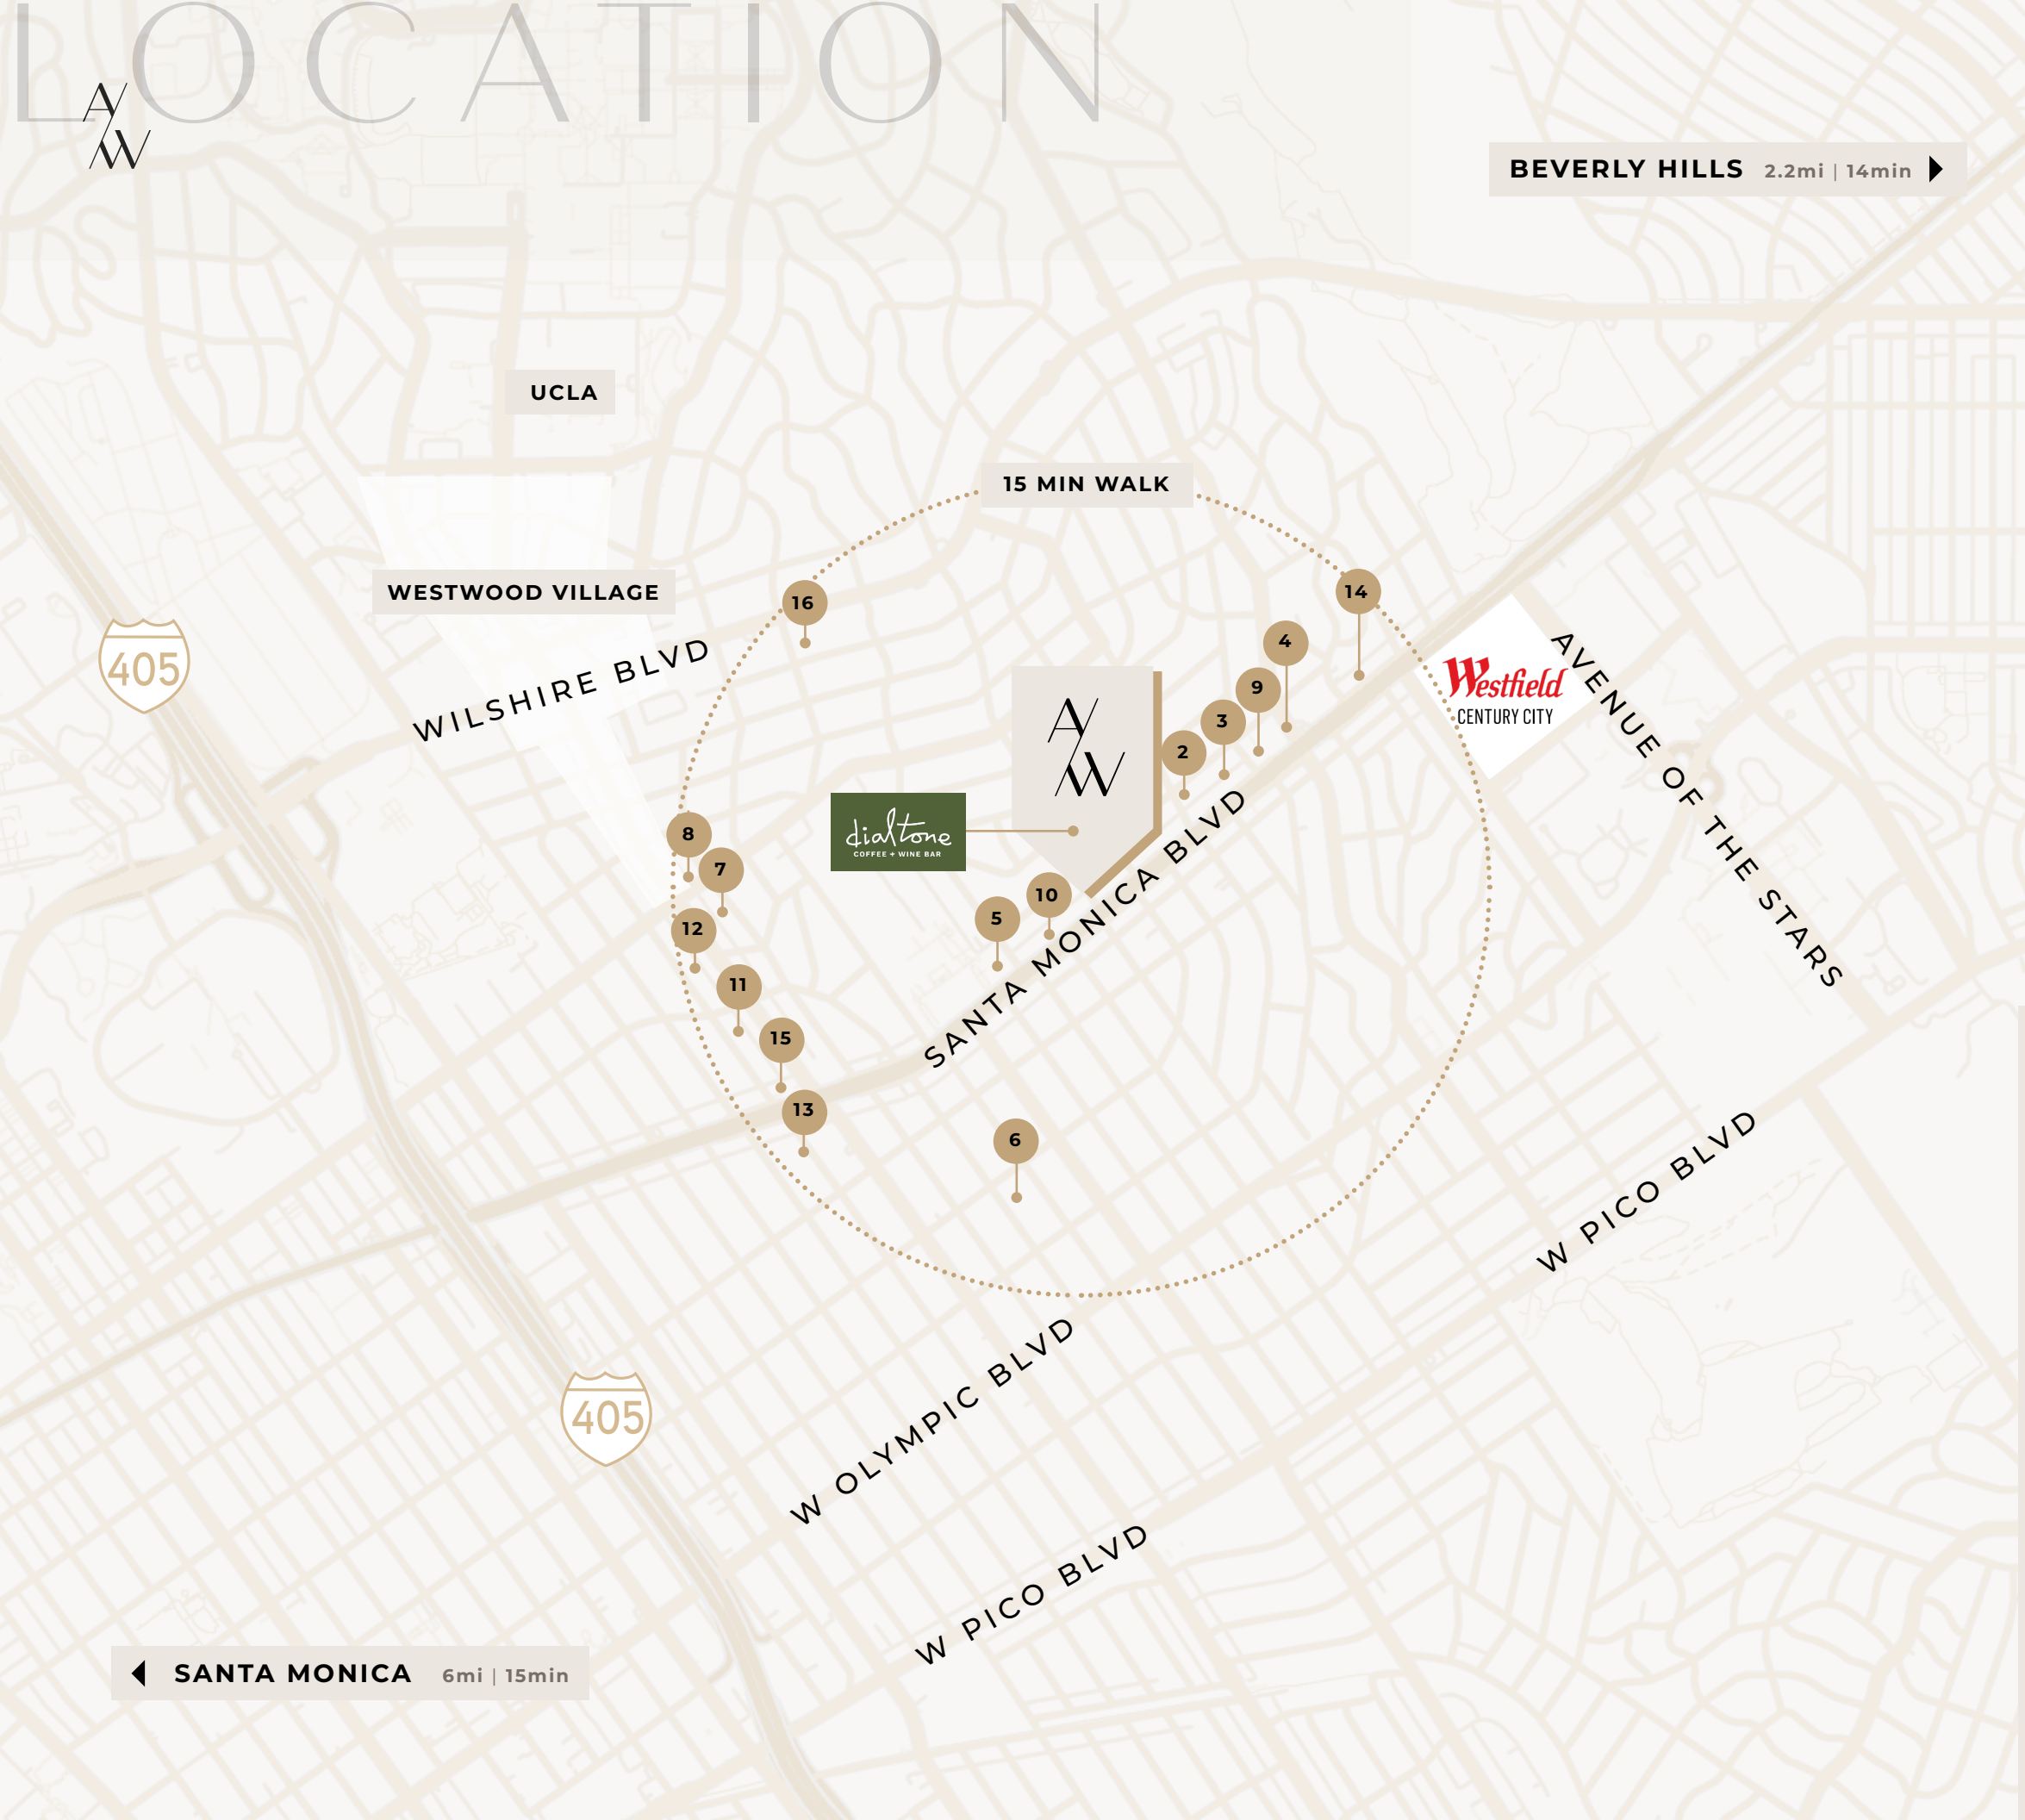 LOCATION
AW
BEVERLY HILLS 2.2mi | 14min
UCLA
15 MIN WALK
WESTWOOD VILLAGE
16
14
405
WILSHIRE BLVD
4
Westfield
CENTURY CITY
AVENUE OF THE STARS
9
3
2
AW
dialtone
COFFEE + WINE BAR
8
7
12
10
5
SANTA MONICA BLVD
11
15
13
6
W PICO BLVD
W OLYMPIC BLVD
405
W PICO BLVD
SANTA MONICA 6mi | 15min